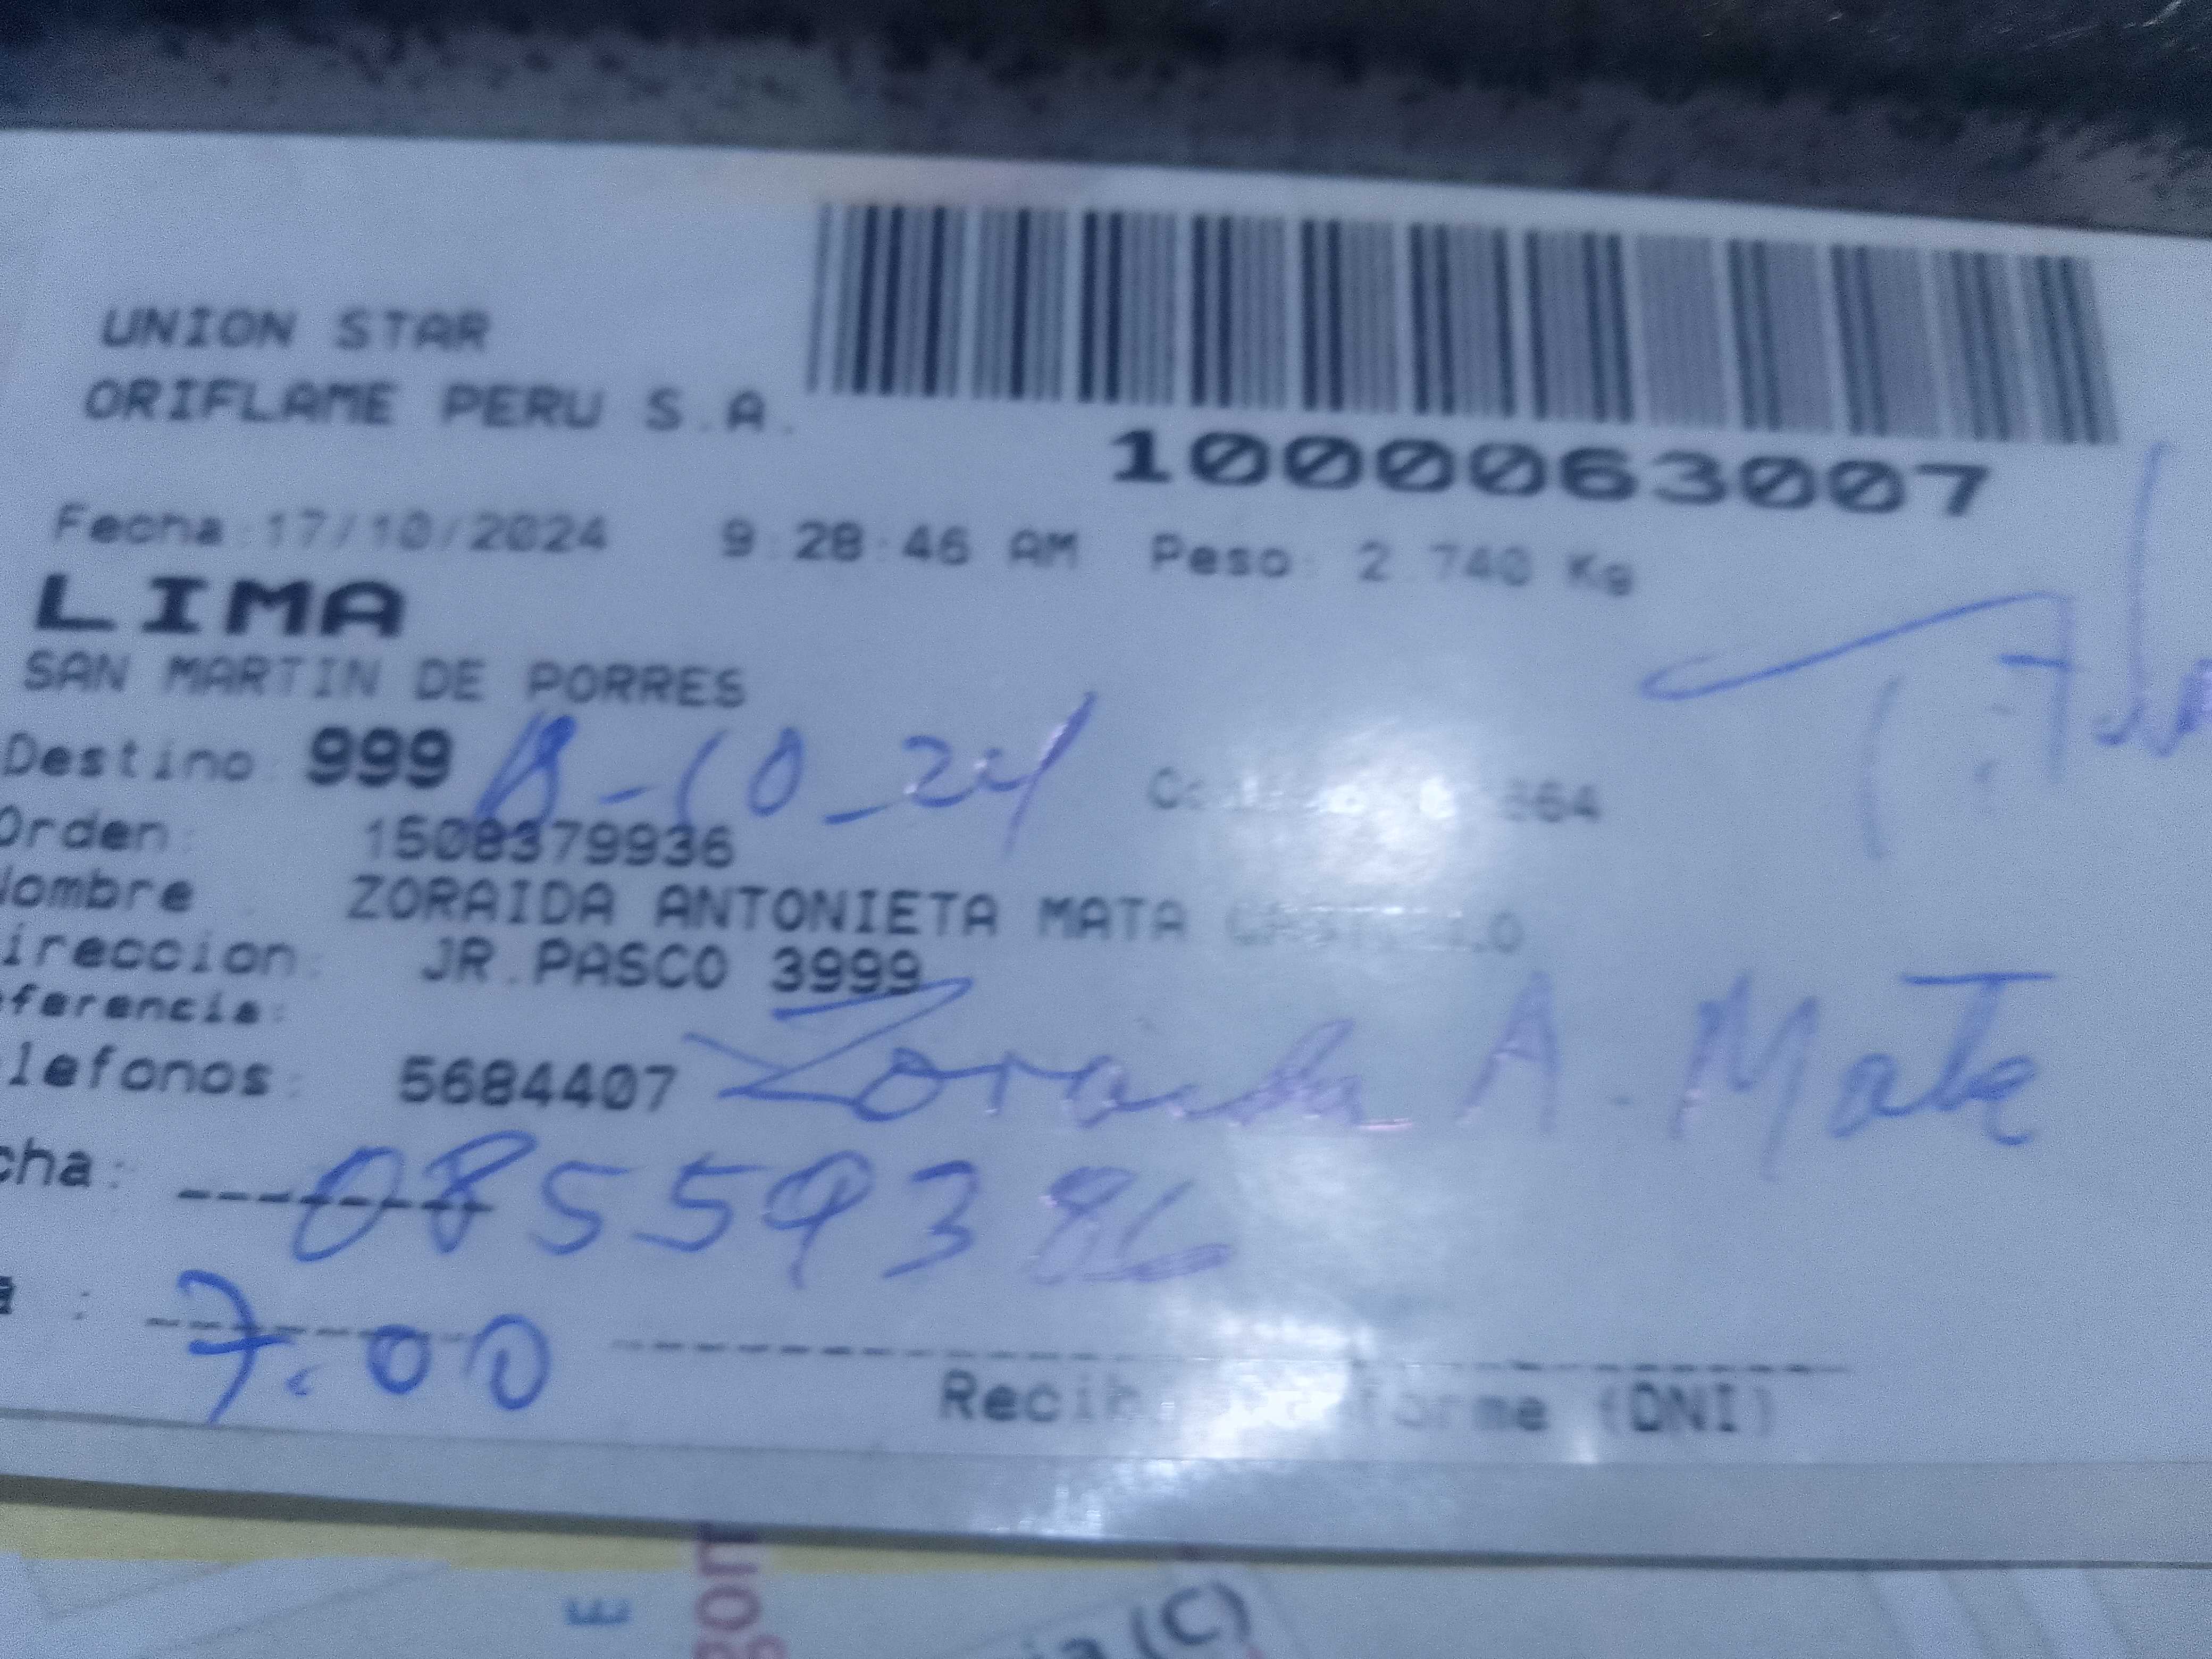 UNION STAR
ORIFLAME PERU S.A.
1000063007
Fecha:17/10/2024 9:28:46 AM Peso: 2.740 Kg
LIMA
SAN MARTIN DE PORRES
Destino: 999 18-10-24
664
Orden: 1508379936
Nombre : ZORAIDA ANTONIETA MATA
ireccion: JR.PASCO 3999
eferencia:
lefonos: 5684407 Zoraida A. Mata
cha: 08559386
a : 7:00
(DNI)
E
(C)